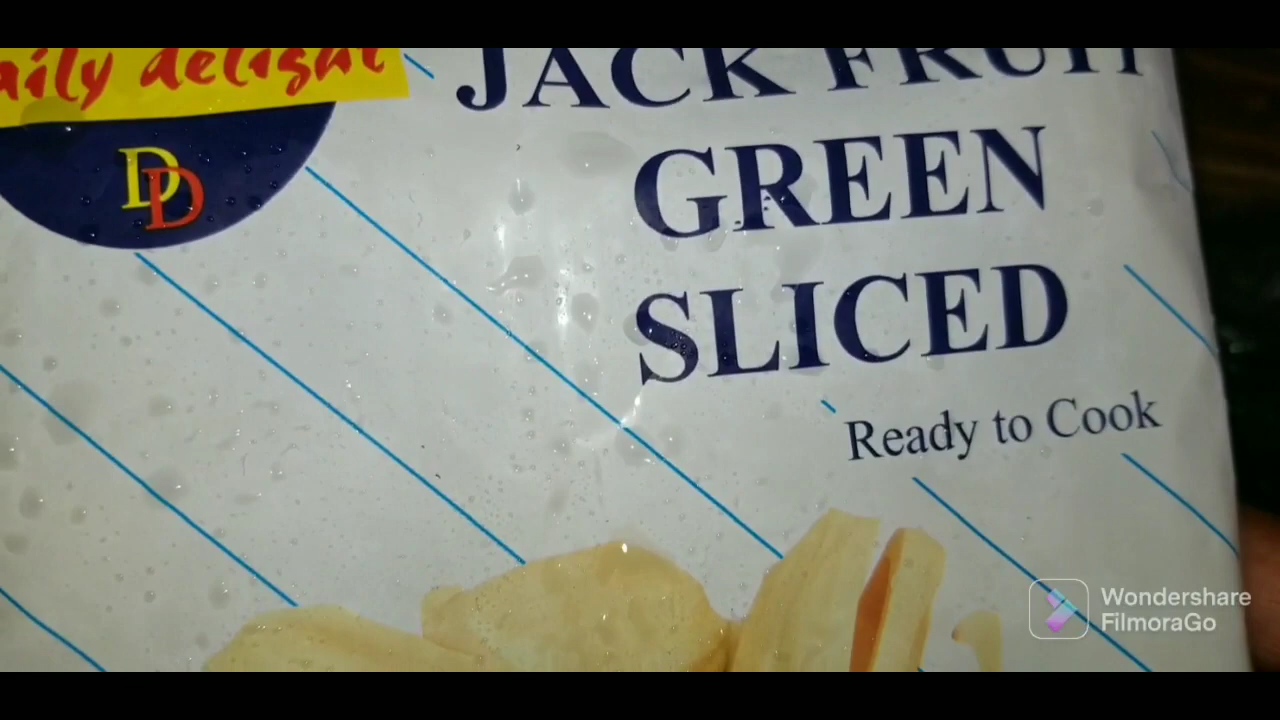 aily delight
JACK FRUIT
DD
GREEN
SLICED
Ready to Cook
Wondershare
FilmoraGo